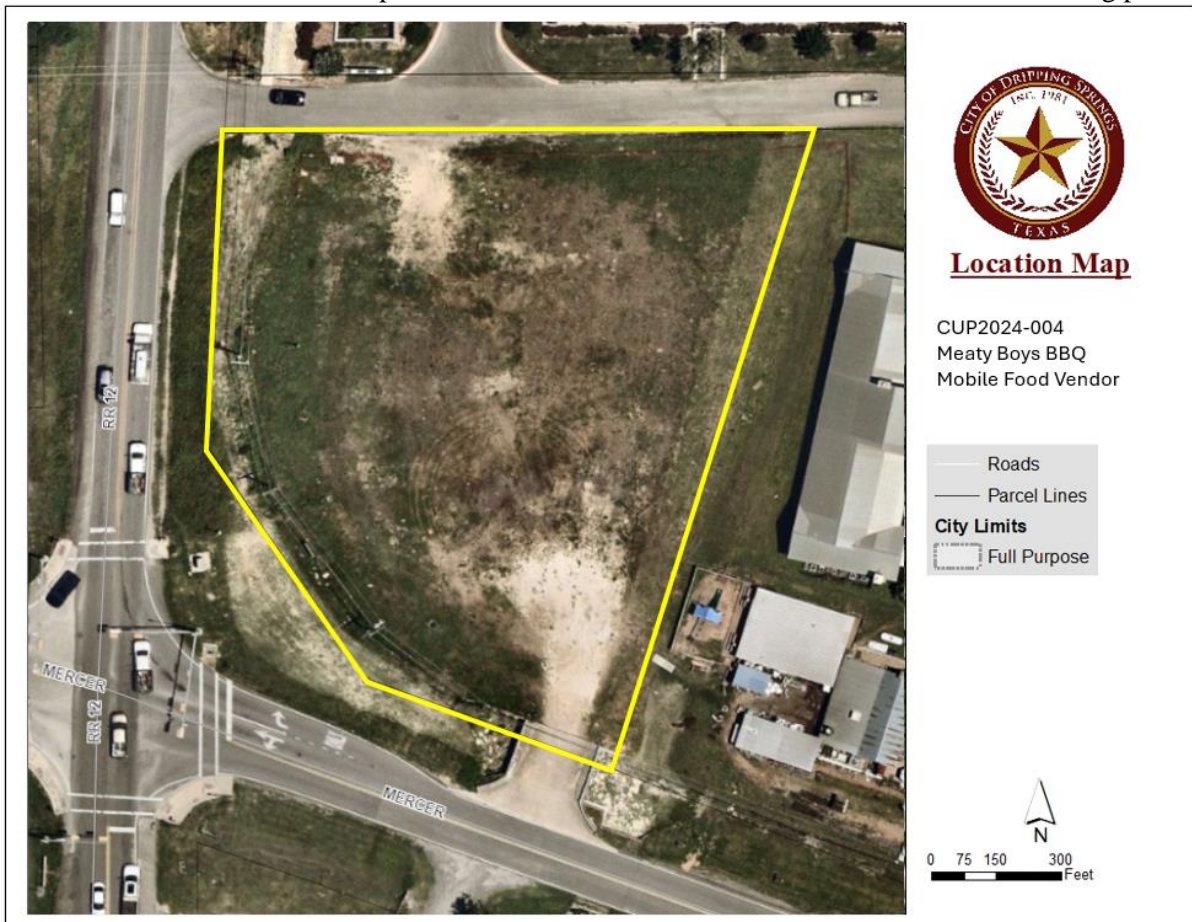 CITY OF DRIPPING SPRINGS
INC. 1981
TEXAS
Location Map
CUP2024-004
Meaty Boys BBQ
Mobile Food Vendor
Roads
Parcel Lines
City Limits
Full Purpose
RR 12
MERCER
RR 12
MERCER
N
0 75 150 300
Feet